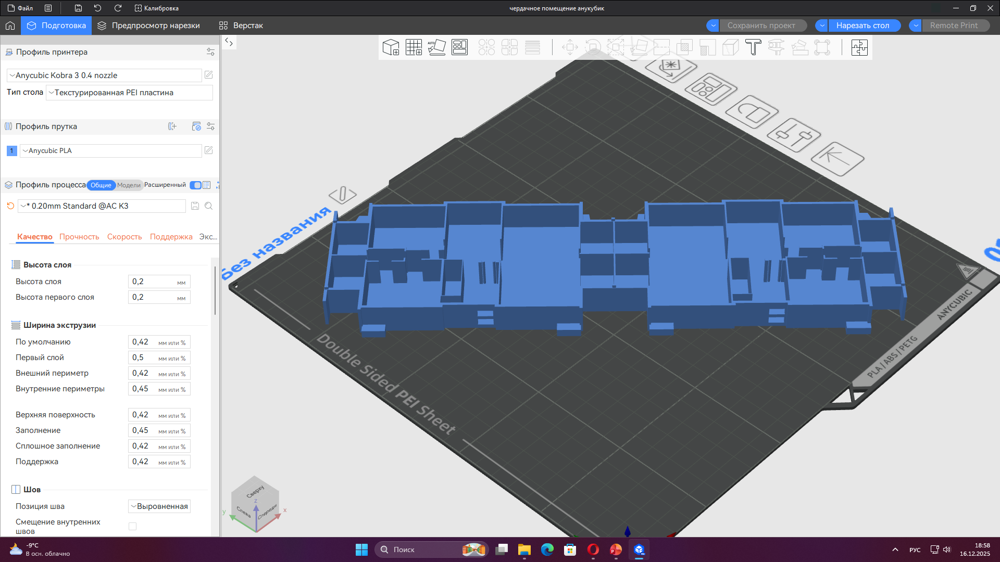 Файл
Калибровка
чердачное помещение анукубик
Подготовка
Предпросмотр нарезки
Верстак
Сохранить проект
Нарезать стол
Remote Print
Профиль принтера
Anycubic Kobra 3 0.4 nozzle
Тип стола
Текстурированная PEI пластина
Профиль прутка
1
Anycubic PLA
Профиль процесса
Общие
Модели
Расширенный
* 0.20mm Standard @AC K3
Качество
Прочность
Скорость
Поддержка
Экс...
Высота слоя
Высота слоя
0,2 мм
Высота первого слоя
0,2 мм
Ширина экструзии
По умолчанию
0,42 мм или %
Первый слой
0,5 мм или %
Внешний периметр
0,42 мм или %
Внутренние периметры
0,45 мм или %
Верхняя поверхность
0,42 мм или %
Заполнение
0,45 мм или %
Сплошное заполнение
0,42 мм или %
Поддержка
0,42 мм или %
Шов
Позиция шва
Выровненная
Смещение внутренних
швов
AUTO
Без названия
01
Double Sided PEI Sheet
ANYCUBIC
PLA / ABS / PETG
Сверху
Слева
Спереди
z
y
x
-9°C
В осн. облачно
Поиск
РУС
18:58
16.12.2025